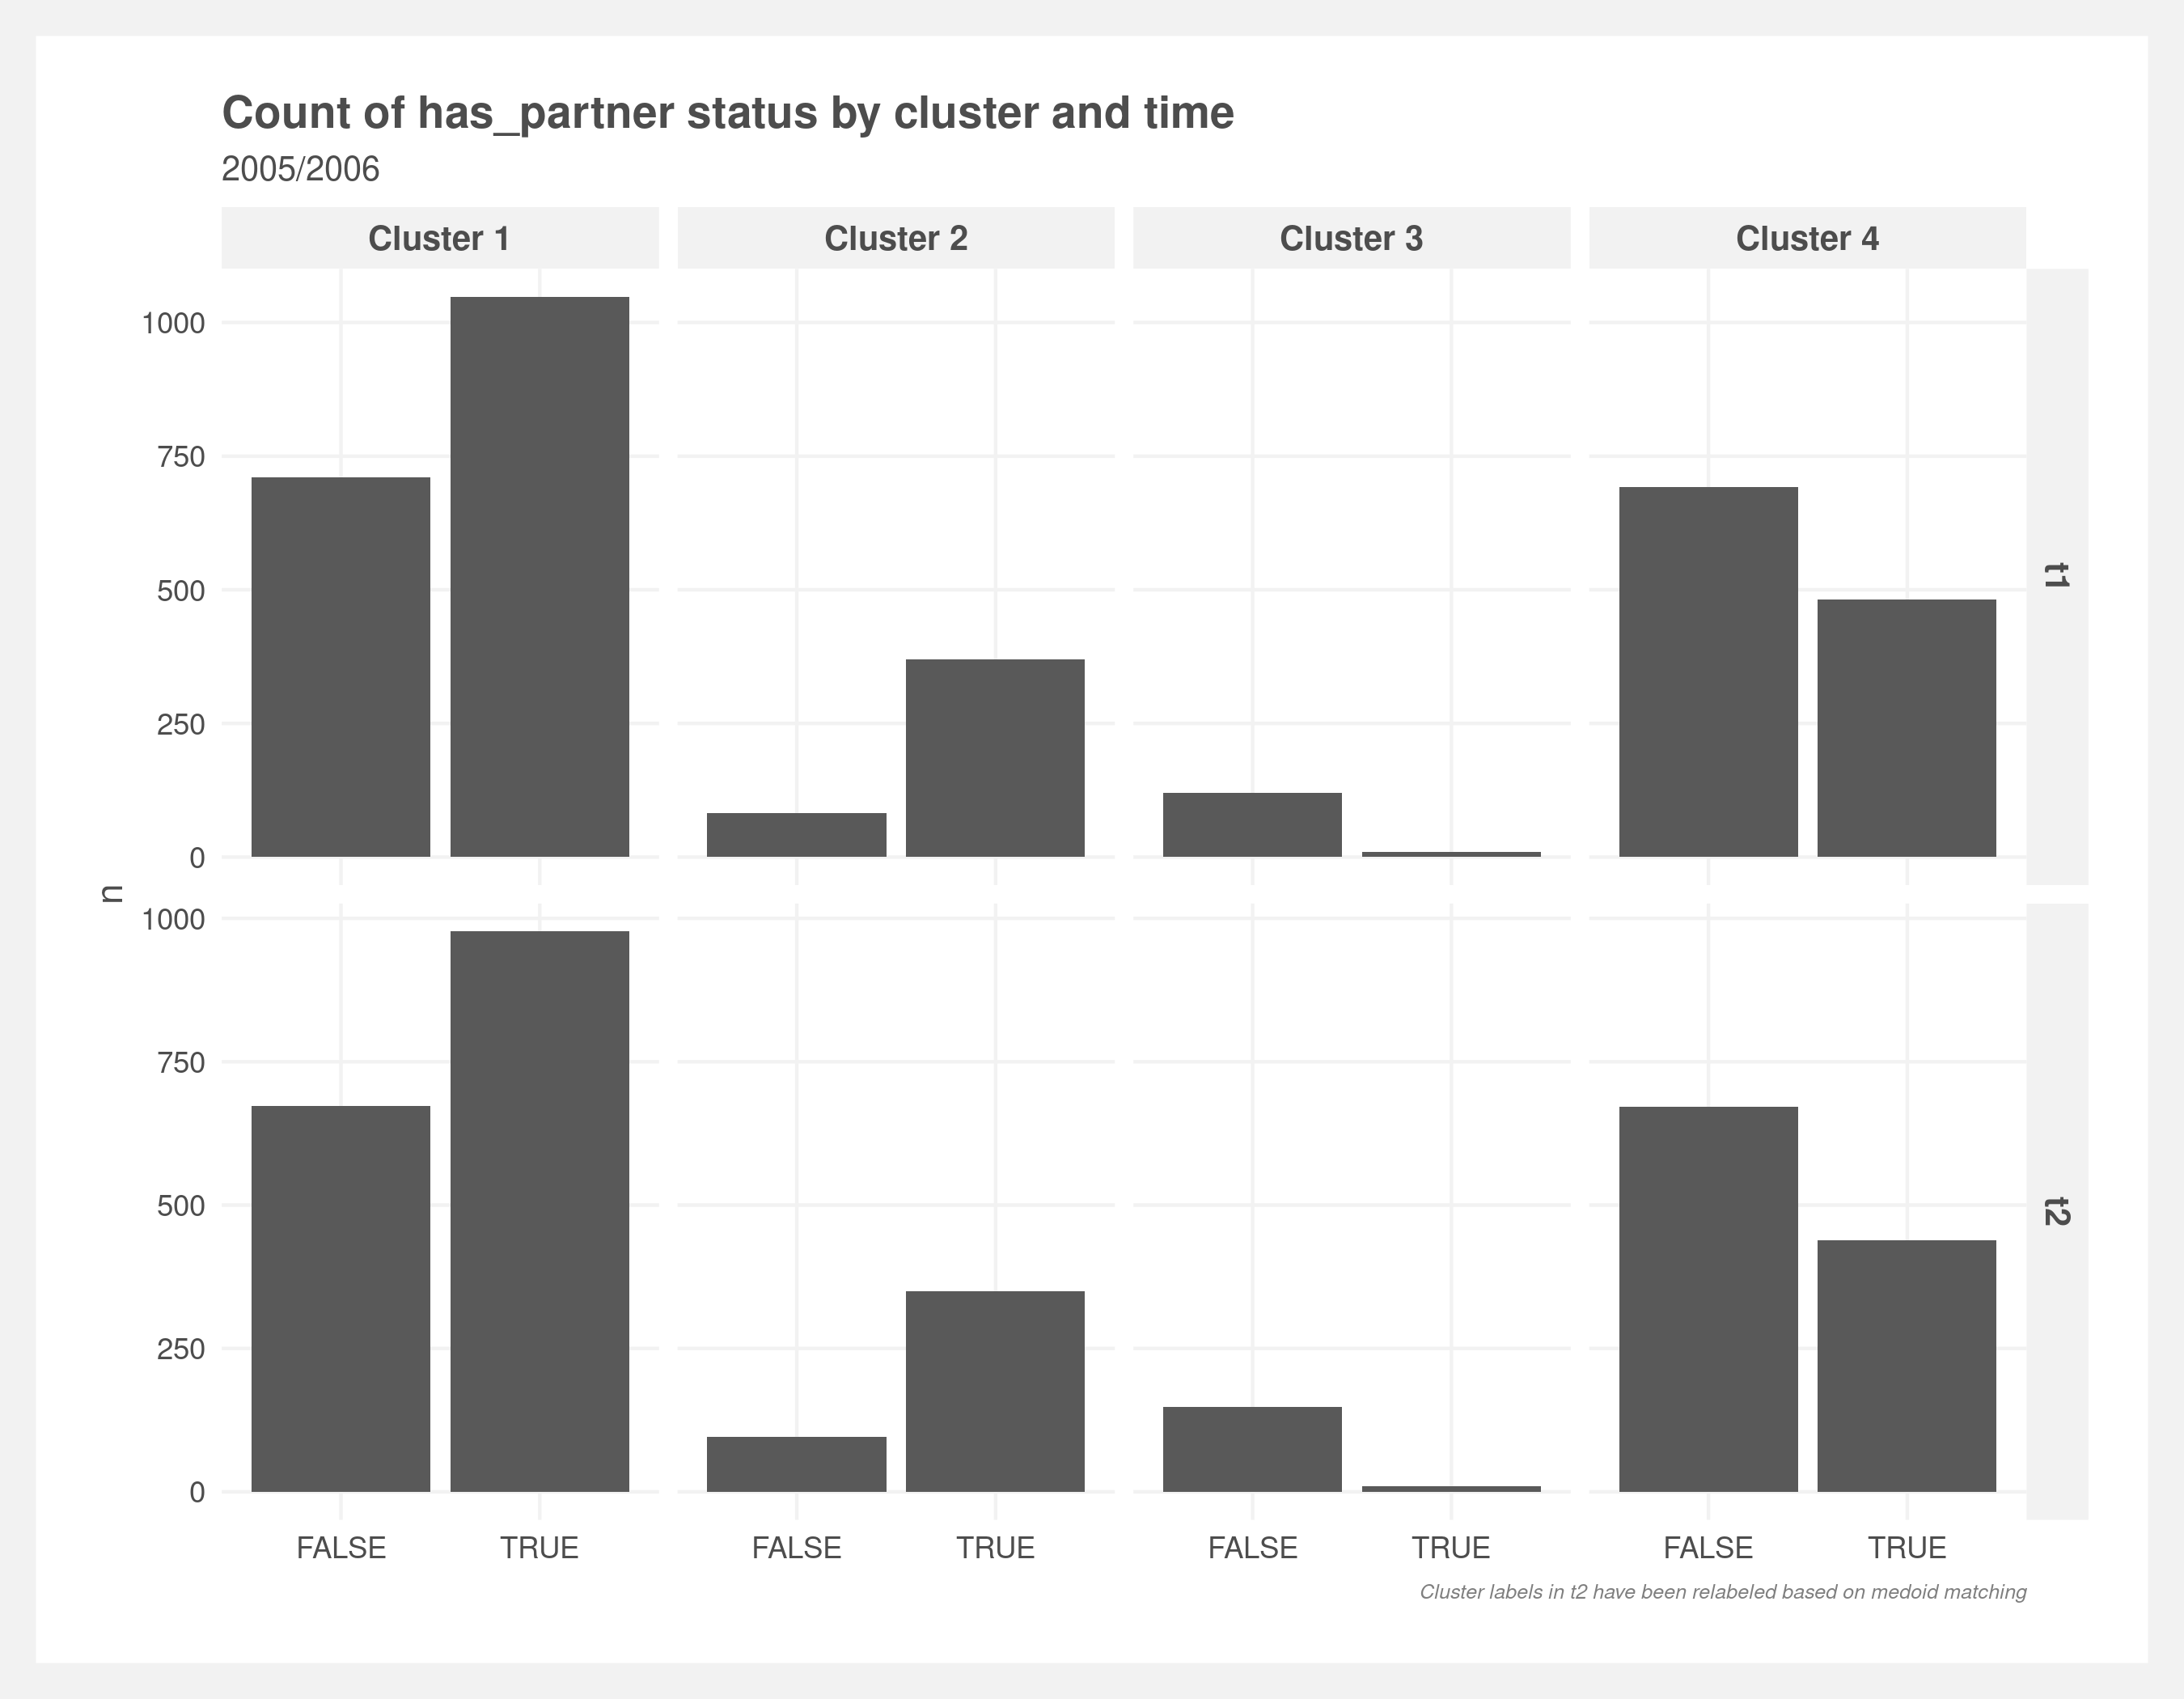 Count of has_partner status by cluster and time
2005/2006
Cluster 1 Cluster 2 Cluster 3 Cluster 4
1000
750
500
250
0
t1
n
1000
750
500
250
0
t2
FALSE TRUE FALSE TRUE FALSE TRUE FALSE TRUE
Cluster labels in t2 have been relabeled based on medoid matching